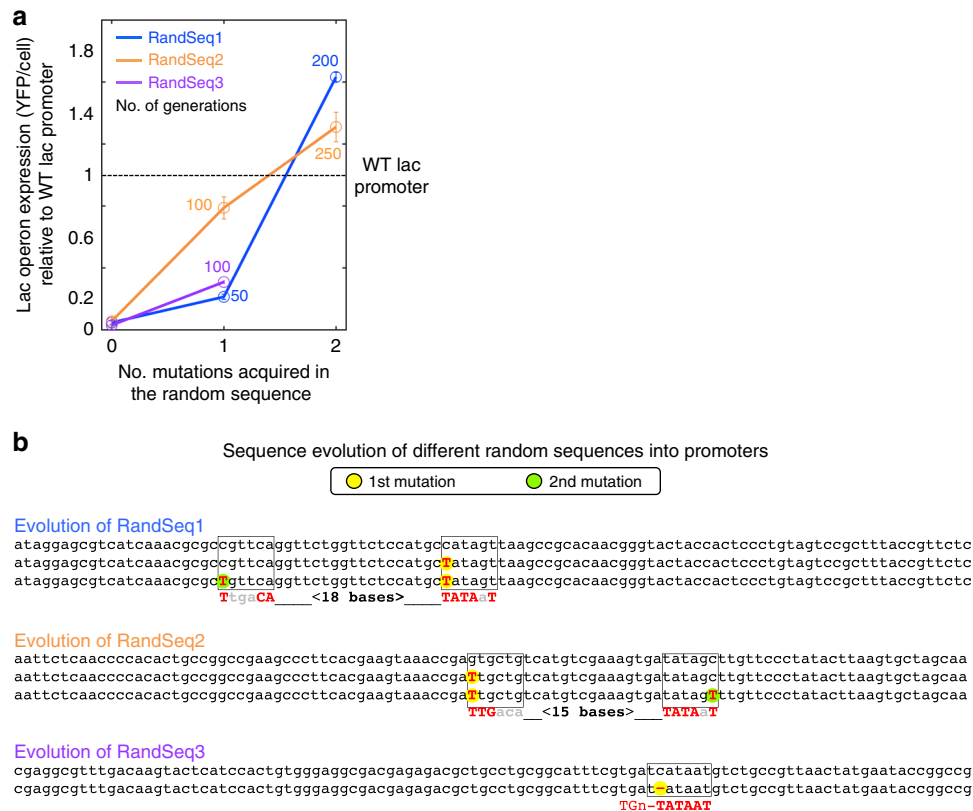 a
Lac operon expression (YFP/cell)
relative to WT lac promoter
1.8
1.4
1
0.6
0.2
0
RandSeq1
RandSeq2
RandSeq3
No. of generations
200
250
100
100
50
WT lac
promoter
0
1
2
No. mutations acquired in
the random sequence
b
Sequence evolution of different random sequences into promoters
1st mutation
2nd mutation
Evolution of RandSeq1
ataggagcgtcatcaaacgcgccgttcaggttctggttctccatgccatagttaagccgcacaacgggtactaccactccctgtagtccgctttaccgttctc
ataggagcgtcatcaaacgcgccgttcaggttctggttctccatgcTatagttaagccgcacaacgggtactaccactccctgtagtccgctttaccgttctc
ataggagcgtcatcaaacgcgcTgttcaggttctggttctccatgcTatagttaagccgcacaacgggtactaccactccctgtagtccgctttaccgttctc
TtgaCA____<18 bases>____TATAaT
Evolution of RandSeq2
aattctcaaccccacactgccggccgaagcccttcacgaagtaaaccgagtgctgtcatgtcgaaagtgatatagcttgttccctatacttaagtgctagcaa
aattctcaaccccacactgccggccgaagcccttcacgaagtaaaccgaTtgctgtcatgtcgaaagtgatatagcttgttccctatacttaagtgctagcaa
aattctcaaccccacactgccggccgaagcccttcacgaagtaaaccgaTtgctgtcatgtcgaaagtgatatagTttgttccctatacttaagtgctagcaa
TTGaca__<15 bases>___TATAaT
Evolution of RandSeq3
cgaggcgtttgacaagtactcatccactgtgggaggcgacgagagacgctgcctgcggcatttcgtgatcataatgtctgccgttaactatgaataccggccg
cgaggcgtttgacaagtactcatccactgtgggaggcgacgagagacgctgcctgcggcatttcgtgat-ataatgtctgccgttaactatgaataccggccg
TGn-TATAAT